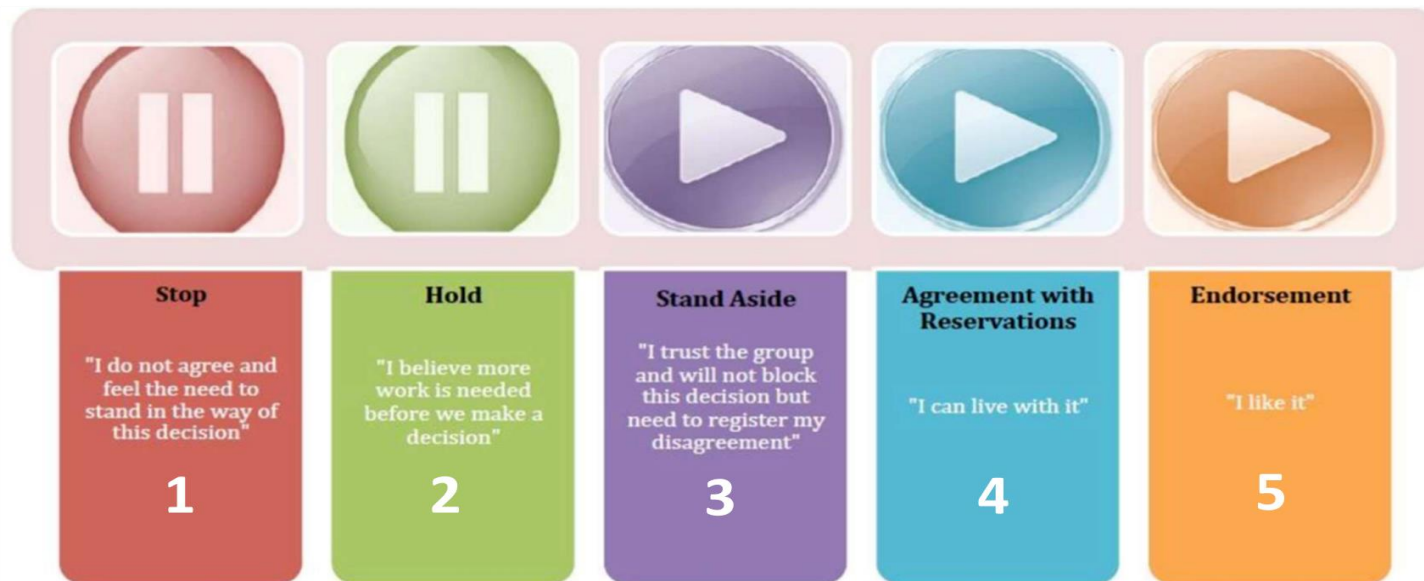 Stop
"I do not agree and
feel the need to
stand in the way of
this decision"
1
Hold
"I believe more
work is needed
before we make a
decision"
2
Stand Aside
"I trust the group
and will not block
this decision but
need to register my
disagreement"
3
Agreement with
Reservations
"I can live with it"
4
Endorsement
"I like it"
5